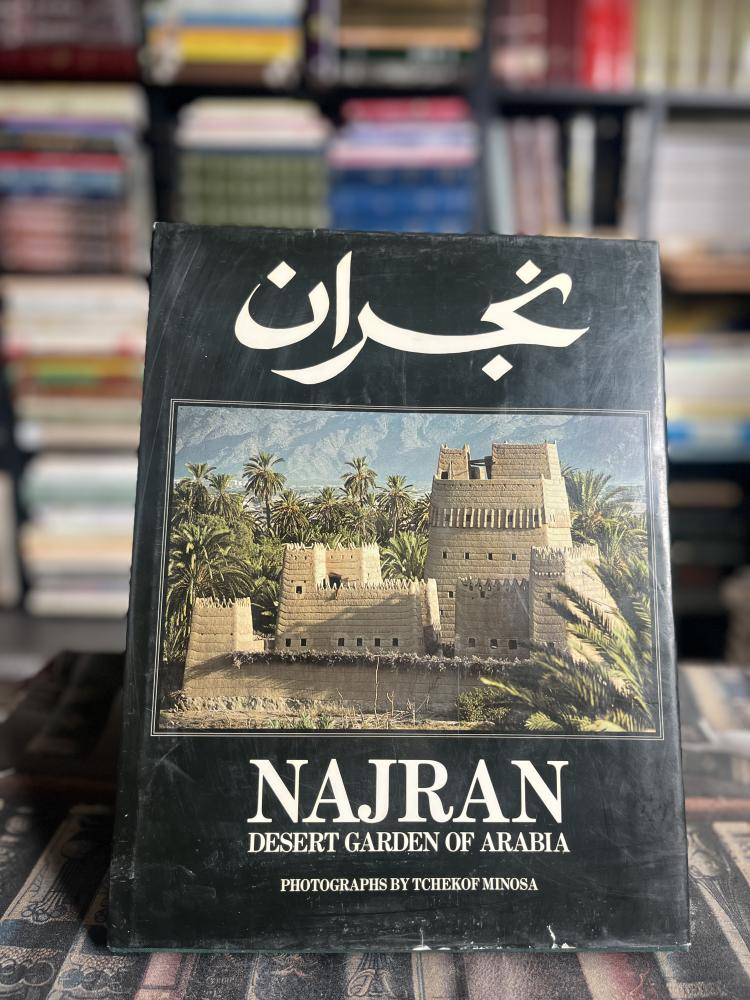 نجران
NAJRAN
DESERT GARDEN OF ARABIA
PHOTOGRAPHS BY TCHEKOF MINOSA